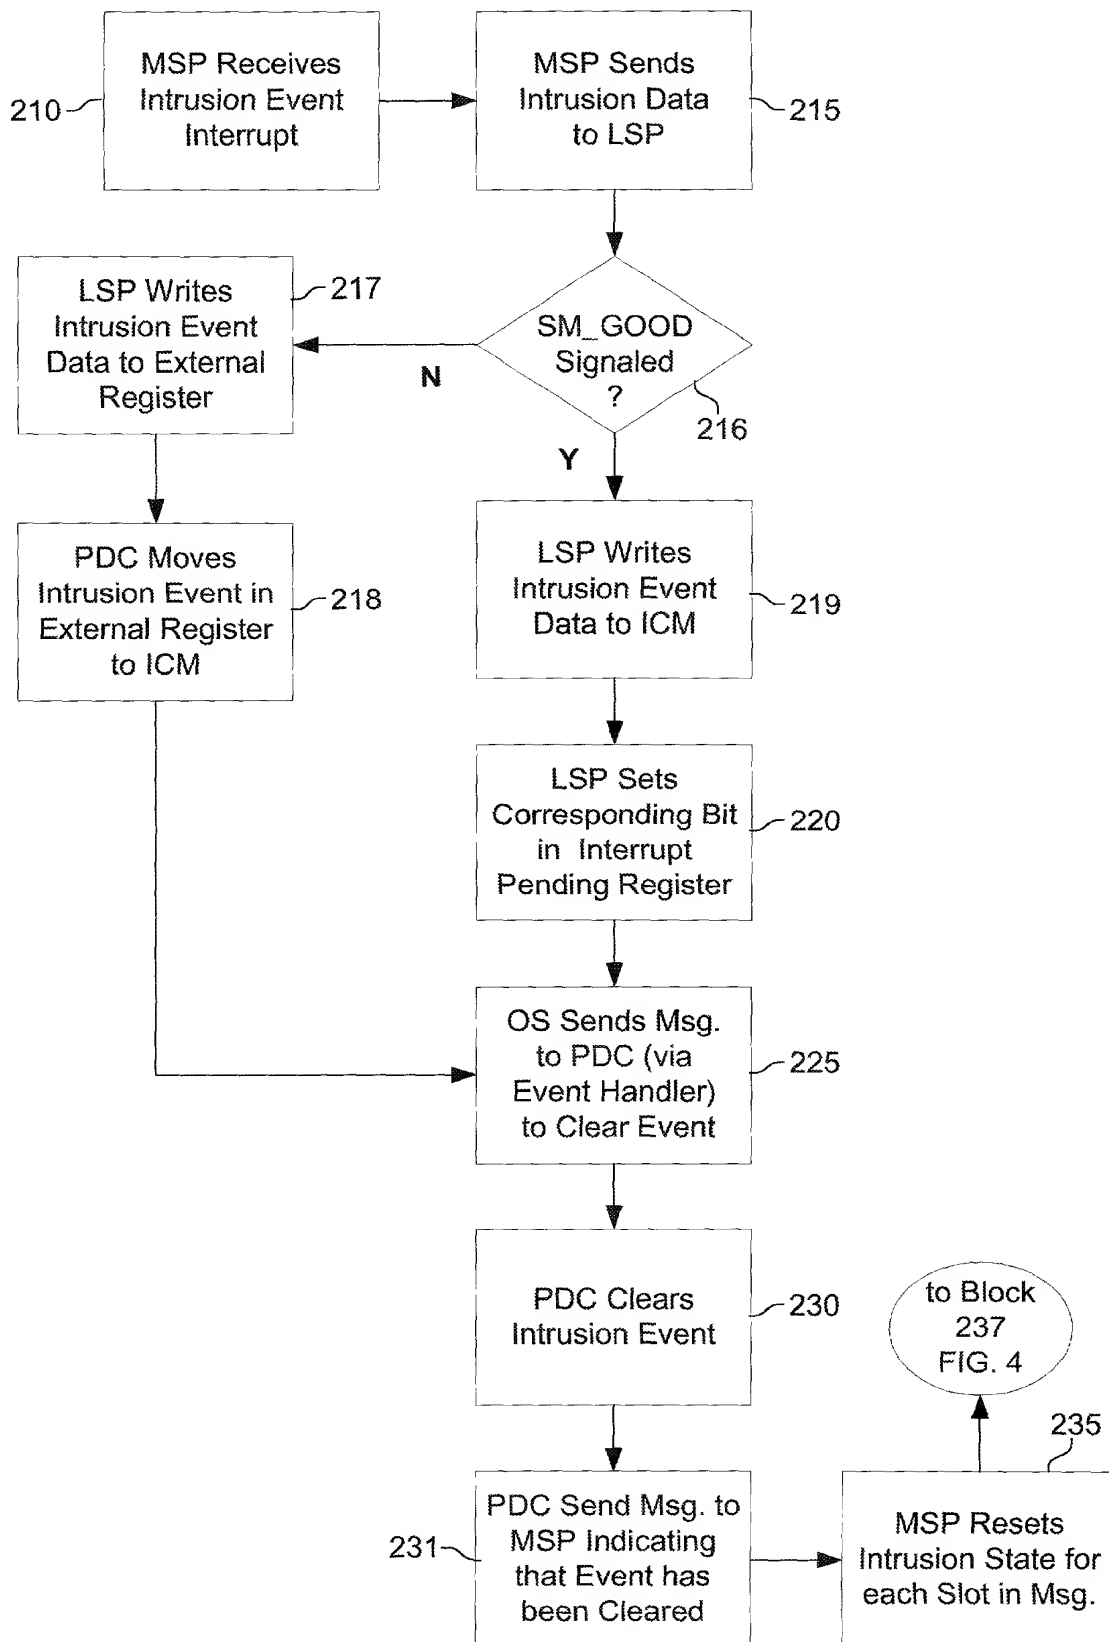 MSP Receives
Intrusion Event
Interrupt
210
MSP Sends
Intrusion Data
to LSP
215
SM_GOOD
Signaled
?
216
N
Y
LSP Writes
Intrusion Event
Data to External
Register
217
PDC Moves
Intrusion Event in
External Register
to ICM
218
LSP Writes
Intrusion Event
Data to ICM
219
LSP Sets
Corresponding Bit
in Interrupt
Pending Register
220
OS Sends Msg.
to PDC (via
Event Handler)
to Clear Event
225
PDC Clears
Intrusion Event
230
PDC Send Msg. to
MSP Indicating
that Event has
been Cleared
231
MSP Resets
Intrusion State for
each Slot in Msg.
235
to Block
237
FIG. 4